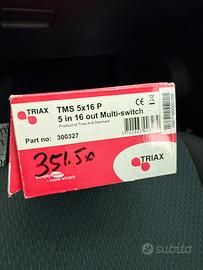 TRIAX
TMS 5x16 P
5 in 16 out Multi-switch
Product of Triax A/S Denmark
Part no: 300327
351.50
TRIAX
TRIAX
subito